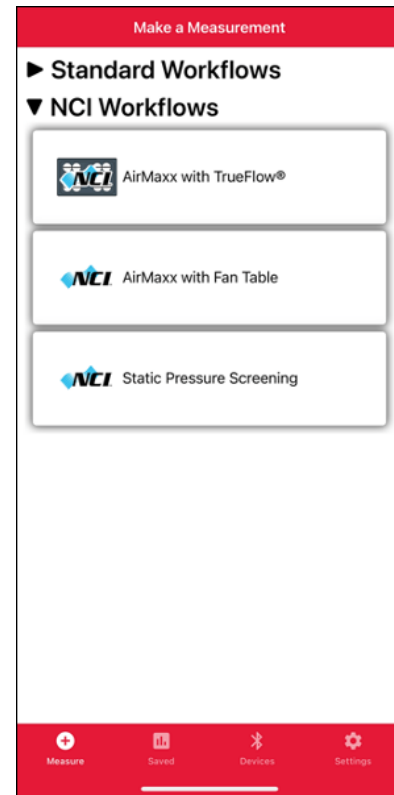 Make a Measurement
▶ Standard Workflows
▼ NCI Workflows
NCI AirMaxx with TrueFlow®
NCI AirMaxx with Fan Table
NCI Static Pressure Screening
Measure Saved Devices Settings